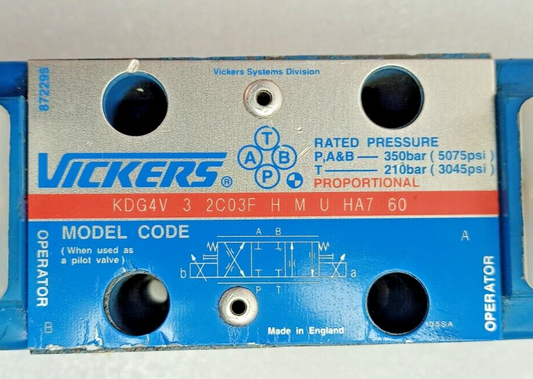 872295
Vickers Systems Division
T
A B
P
VICKERS®
RATED PRESSURE
P,A&B — 350bar (5075psi)
T — 210bar (3045psi)
PROPORTIONAL
KDG4V 3 2C03F H M U HA7 60
MODEL CODE
(When used as
a pilot valve)
OPERATOR
B
A B
b a
P T
A
OPERATOR
Made in England